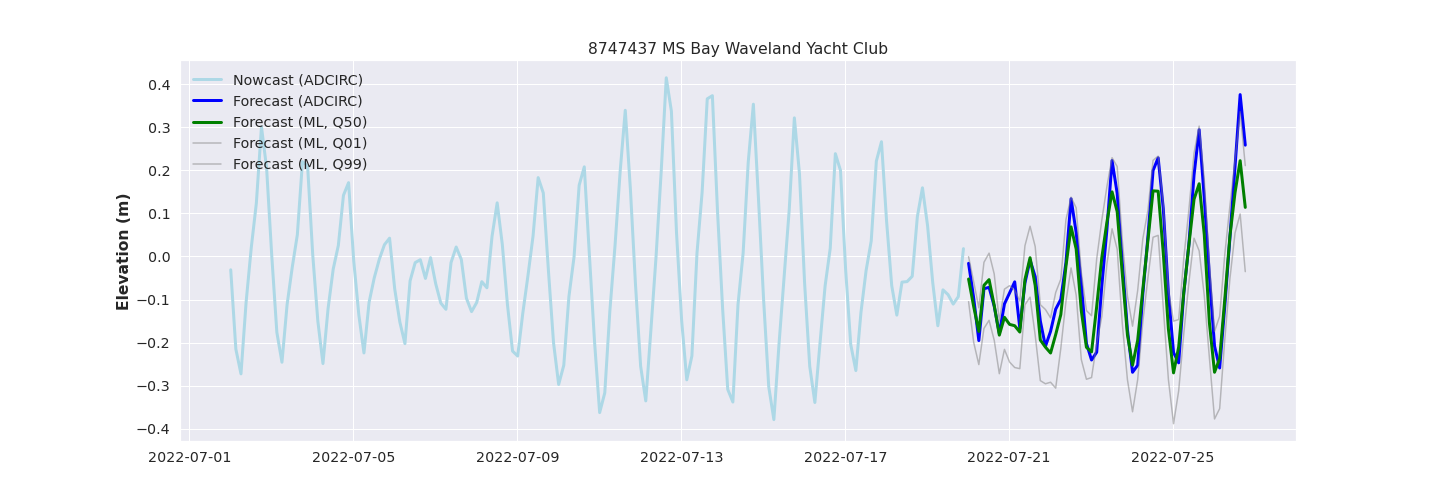 8747437 MS Bay Waveland Yacht Club
Elevation (m)
0.4
0.3
0.2
0.1
0.0
−0.1
−0.2
−0.3
−0.4
Nowcast (ADCIRC)
Forecast (ADCIRC)
Forecast (ML, Q50)
Forecast (ML, Q01)
Forecast (ML, Q99)
2022-07-01 2022-07-05 2022-07-09 2022-07-13 2022-07-17 2022-07-21 2022-07-25